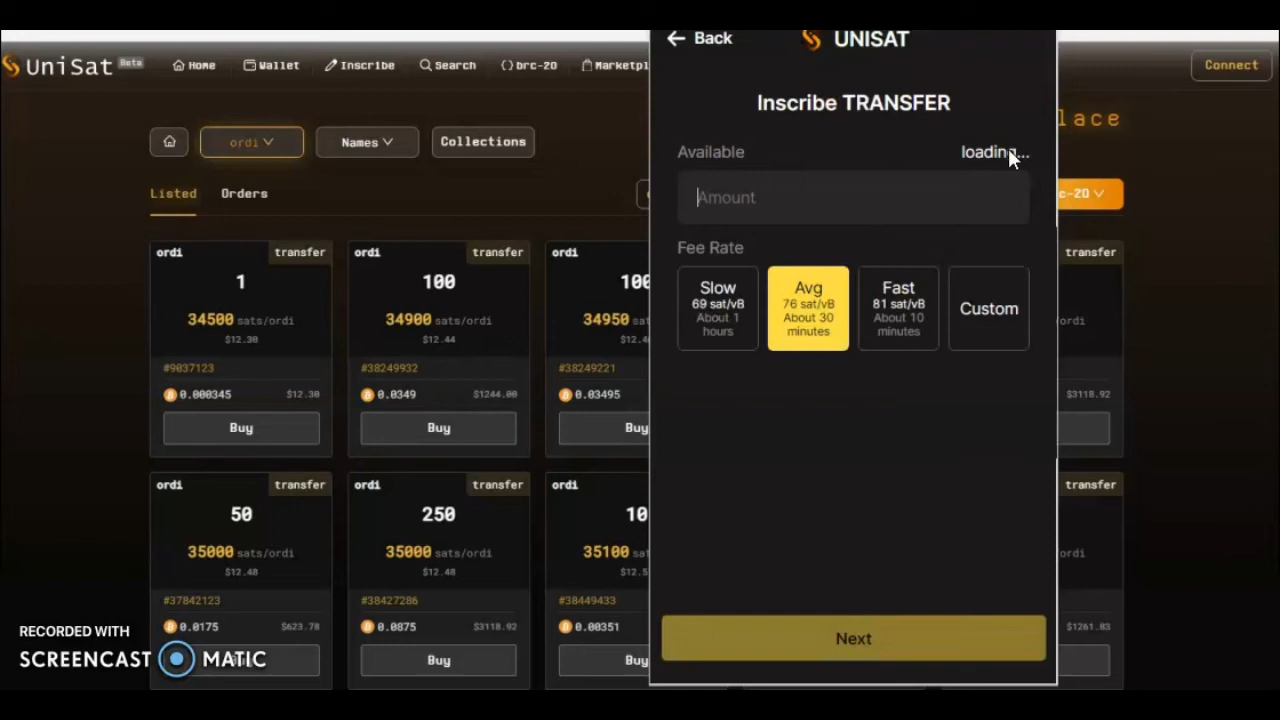 UniSat Beta
Home
Wallet
Inscribe
Search
brc-20
Connect
ordi
Names
Collections
Listed
Orders
ordi transfer
1
34500 sats/ordi
$12.30
#9037123
0.000345 $12.30
Buy
ordi transfer
100
34900 sats/ordi
$12.44
#38249932
0.0349 $1244.00
Buy
ordi
100
34950
#38249221
0.03495
transfer
$3118.92
ordi transfer
50
35000 sats/ordi
$12.48
#37842123
0.0175 $623.78
ordi transfer
250
35000 sats/ordi
$12.48
#38427286
0.0875 $3118.92
Buy
ordi
35100
#38449433
0.00351
transfer
$1261.83
Back
UNISAT
Inscribe TRANSFER
Available loading...
Amount
Fee Rate
Slow
69 sat/vB
About 1
hours
Avg
76 sat/vB
About 30
minutes
Fast
81 sat/vB
About 10
minutes
Custom
Next
RECORDED WITH
SCREENCAST MATIC